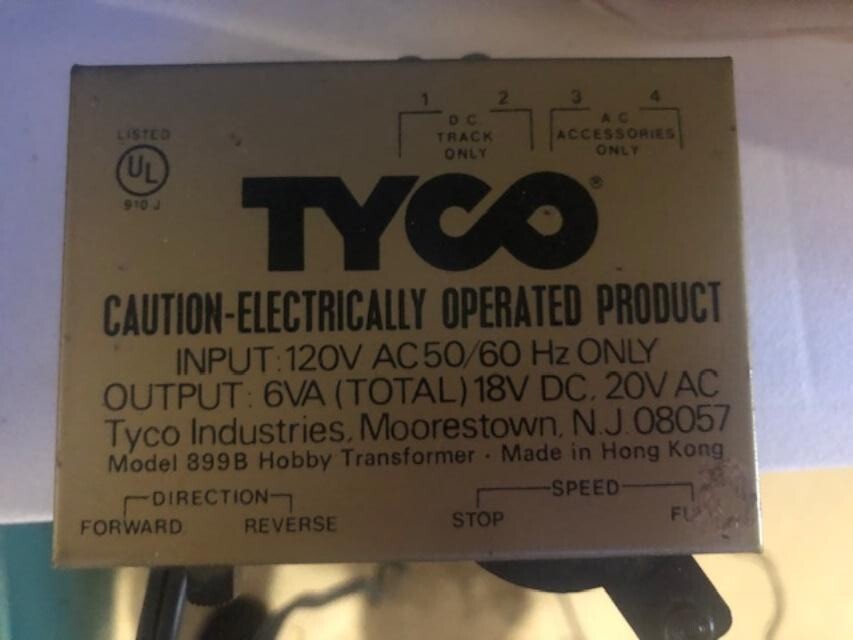 1 2 3 4
D C A.C
TRACK ACCESSORIES
ONLY ONLY
LISTED
UL
910 J
TYCO®
CAUTION-ELECTRICALLY OPERATED PRODUCT
INPUT: 120V AC 50/60 Hz ONLY
OUTPUT: 6VA (TOTAL) 18V DC, 20V AC
Tyco Industries, Moorestown, N.J. 08057
Model 899B Hobby Transformer · Made in Hong Kong
DIRECTION SPEED
FORWARD REVERSE STOP